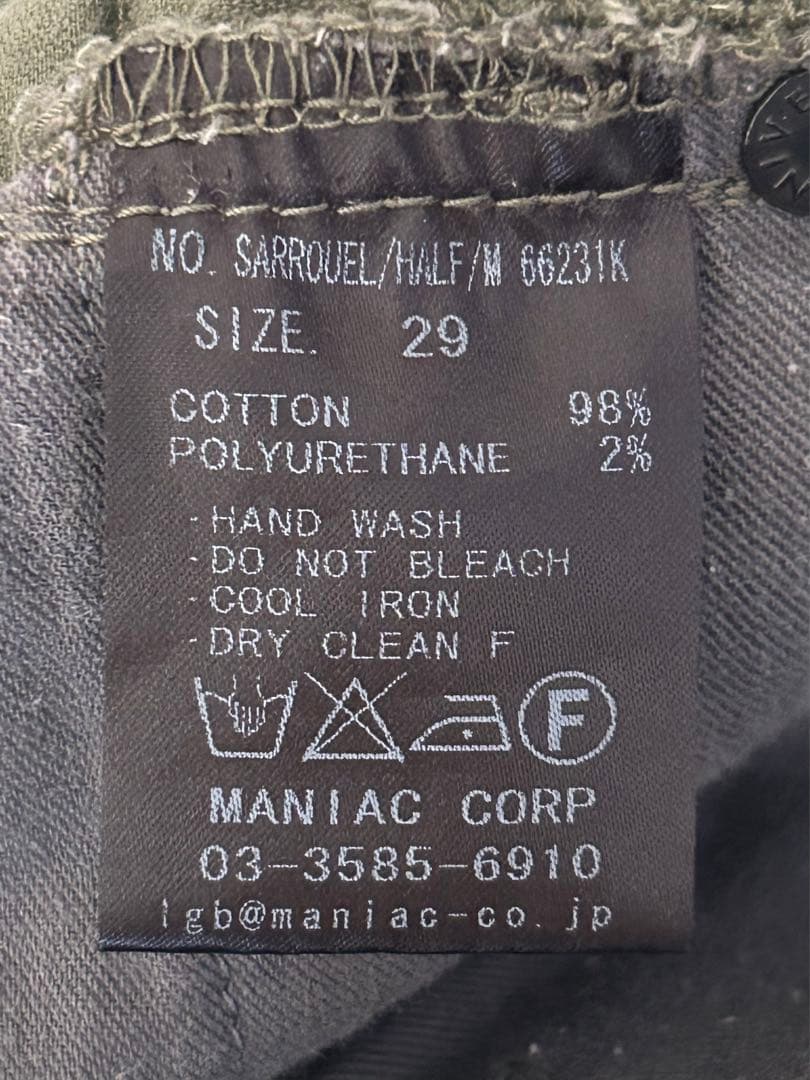 NO. SARROUEL/HALF/M 66231K
SIZE. 29
COTTON 98%
POLYURETHANE 2%
-HAND WASH
-DO NOT BLEACH
-COOL IRON
-DRY CLEAN F
F
MANIAC CORP
03-3585-6910
lgb@maniac-co.jp